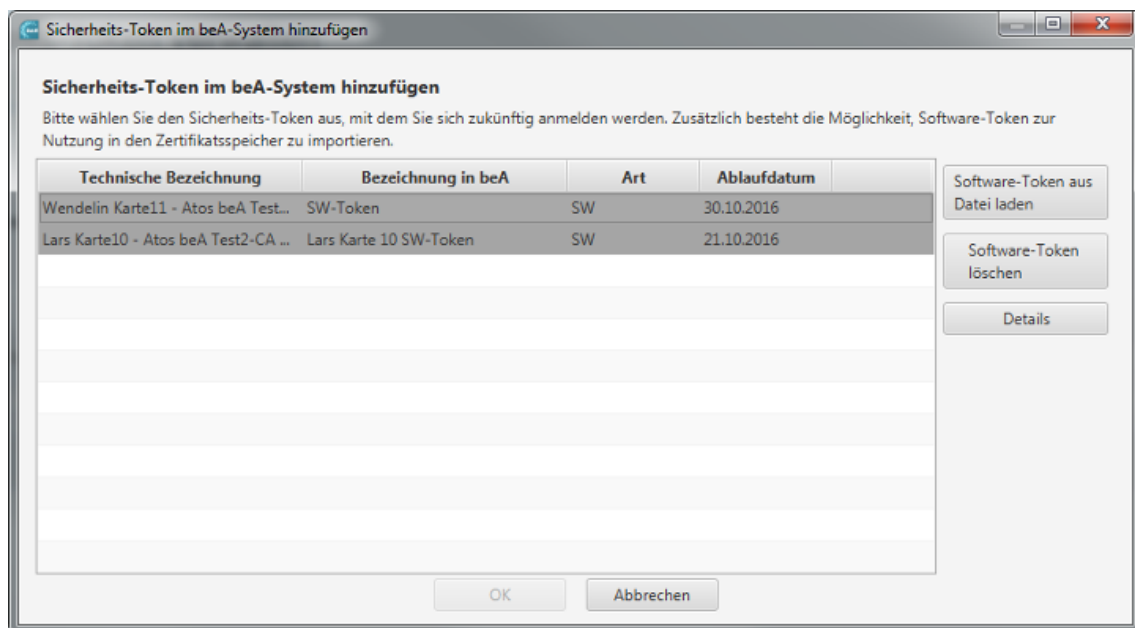 Sicherheits-Token im beA-System hinzufügen
Sicherheits-Token im beA-System hinzufügen
Bitte wählen Sie den Sicherheits-Token aus, mit dem Sie sich zukünftig anmelden werden. Zusätzlich besteht die Möglichkeit, Software-Token zur
Nutzung in den Zertifikatsspeicher zu importieren.
Technische Bezeichnung Bezeichnung in beA Art Ablaufdatum
Wendelin Karte11 - Atos beA Test... SW-Token SW 30.10.2016
Lars Karte10 - Atos beA Test2-CA ... Lars Karte 10 SW-Token SW 21.10.2016
Software-Token aus
Datei laden
Software-Token
löschen
Details
OK Abbrechen